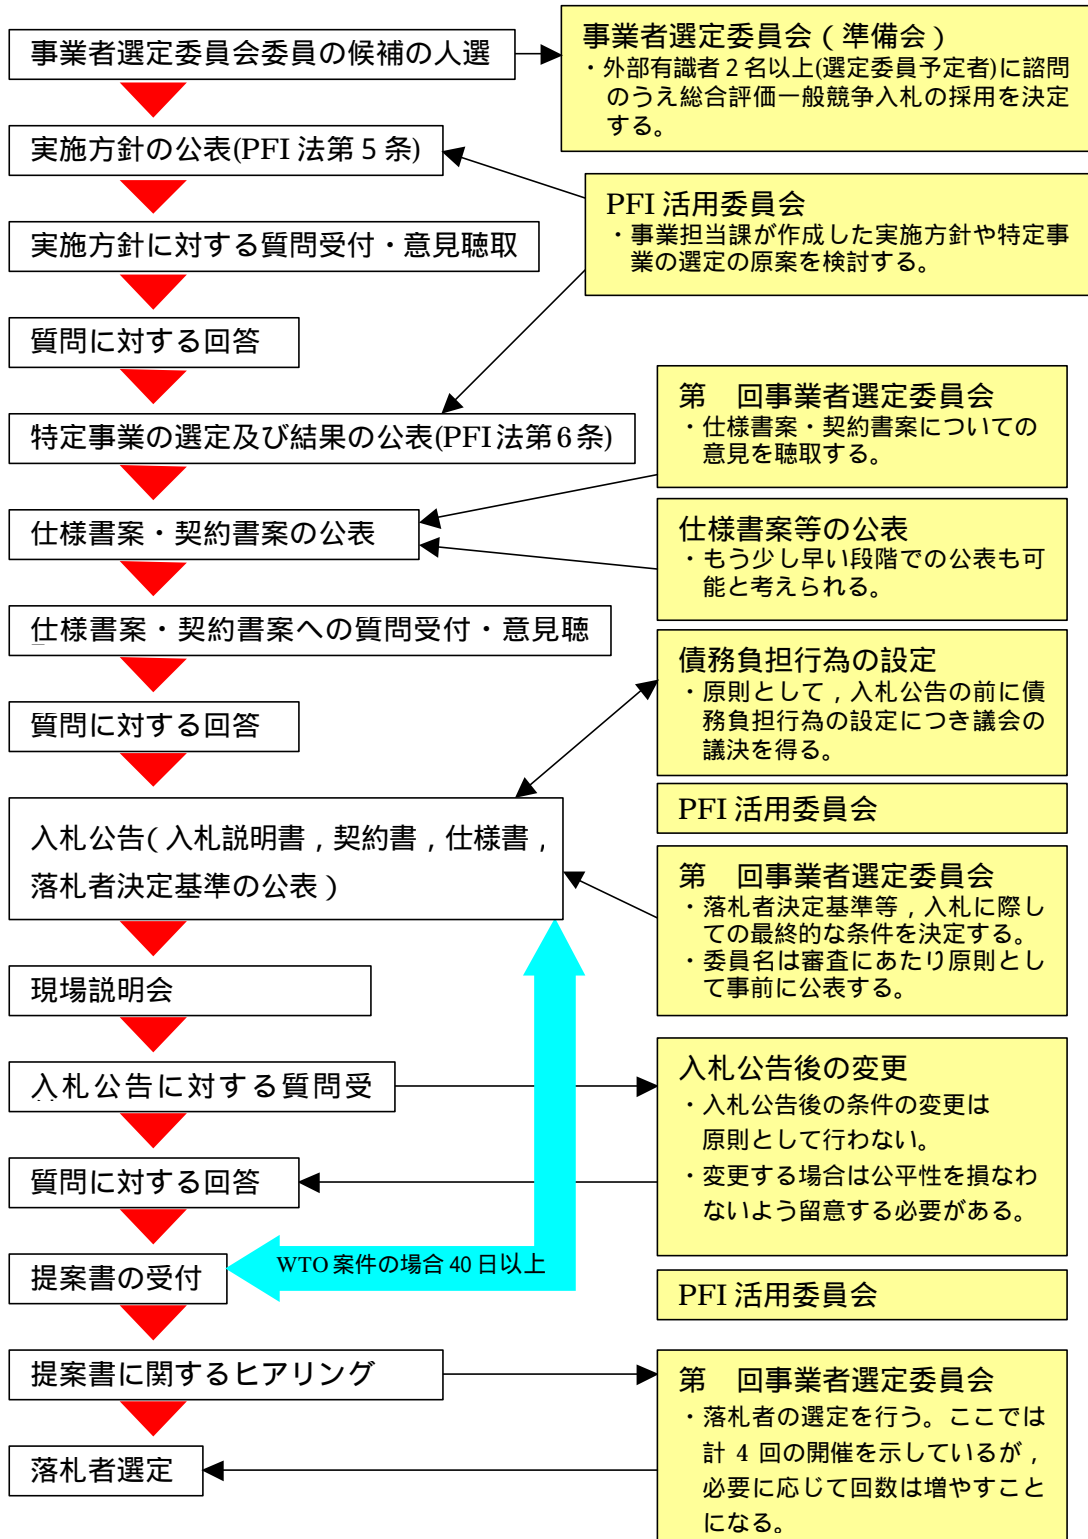 事業者選定委員会委員の候補の人選
事業者選定委員会（準備会）
・外部有識者２名以上(選定委員予定者)に諮問
のうえ総合評価一般競争入札の採用を決定
する。
実施方針の公表(PFI 法第５条)
PFI 活用委員会
・事業担当課が作成した実施方針や特定事
業の選定の原案を検討する。
実施方針に対する質問受付・意見聴取
質問に対する回答
特定事業の選定及び結果の公表(PFI 法第６条)
第　回事業者選定委員会
・仕様書案・契約書案についての
意見を聴取する。
仕様書案・契約書案の公表
仕様書案等の公表
・もう少し早い段階での公表も可
能と考えられる。
仕様書案・契約書案への質問受付・意見聴
質問に対する回答
債務負担行為の設定
・原則として，入札公告の前に債
務負担行為の設定につき議会の
議決を得る。
PFI 活用委員会
入札公告（入札説明書，契約書，仕様書，
落札者決定基準の公表）
第　回事業者選定委員会
・落札者決定基準等，入札に際し
ての最終的な条件を決定する。
・委員名は審査にあたり原則とし
て事前に公表する。
現場説明会
入札公告に対する質問受
入札公告後の変更
・入札公告後の条件の変更は
原則として行わない。
・変更する場合は公平性を損なわ
ないよう留意する必要がある。
質問に対する回答
WTO 案件の場合 40 日以上
提案書の受付
PFI 活用委員会
提案書に関するヒアリング
第　回事業者選定委員会
・落札者の選定を行う。ここでは
計 4 回の開催を示しているが，
必要に応じて回数は増やすこと
になる。
落札者選定